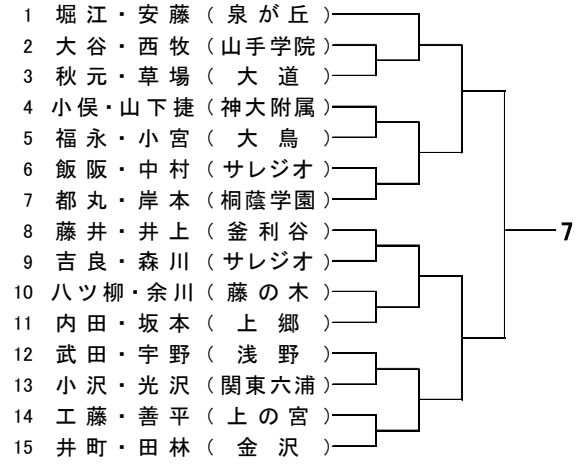 1 堀江・安藤 (泉が丘)
2 大谷・西牧 (山手学院)
3 秋元・草場 (大道)
4 小俣・山下捷 (神大附属)
5 福永・小宮 (大鳥)
6 飯阪・中村 (サレジオ)
7 都丸・岸本 (桐蔭学園)
8 藤井・井上 (釜利谷)
7
9 吉良・森川 (サレジオ)
10 八ツ柳・余川 (藤の木)
11 内田・坂本 (上郷)
12 武田・宇野 (浅野)
13 小沢・光沢 (関東六浦)
14 工藤・善平 (上の宮)
15 井町・田林 (金沢)